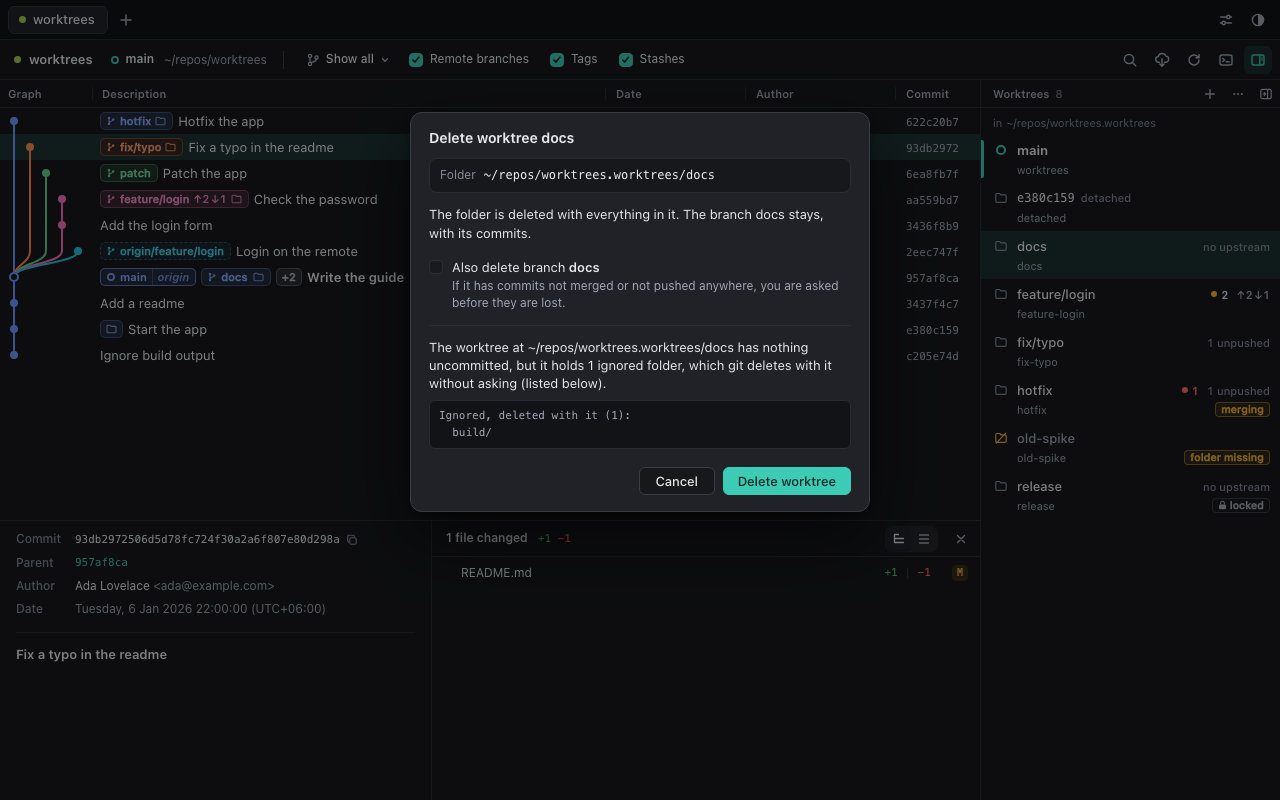 worktrees
worktrees main ~/repos/worktrees Show all Remote branches Tags Stashes
Graph Description Date Author Commit
hotfix Hotfix the app 622c20b7
fix/typo Fix a typo in the readme 93db2972
patch Patch the app 6ea8fb7f
feature/login ↑2↓1 Check the password aa559bd7
Add the login form 3436f8b9
origin/feature/login Login on the remote 2eec747f
main origin docs +2 Write the guide 957af8ca
Add a readme 3437f4c7
Start the app e380c159
Ignore build output c205e74d
Delete worktree docs
Folder ~/repos/worktrees.worktrees/docs
The folder is deleted with everything in it. The branch docs stays,
with its commits.
Also delete branch docs
If it has commits not merged or not pushed anywhere, you are asked
before they are lost.
The worktree at ~/repos/worktrees.worktrees/docs has nothing
uncommitted, but it holds 1 ignored folder, which git deletes with it
without asking (listed below).
Ignored, deleted with it (1):
build/
Cancel Delete worktree
Worktrees 8
in ~/repos/worktrees.worktrees
main
worktrees
e380c159 detached
detached
docs no upstream
docs
feature/login 2 ↑2↓1
feature-login
fix/typo 1 unpushed
fix-typo
hotfix 1 1 unpushed
hotfix merging
old-spike
old-spike folder missing
release no upstream
release locked
Commit 93db2972506d5d78fc724f30a2a6f807e80d298a
Parent 957af8ca
Author Ada Lovelace <ada@example.com>
Date Tuesday, 6 Jan 2026 22:00:00 (UTC+06:00)
Fix a typo in the readme
1 file changed +1 −1
README.md +1 −1 M